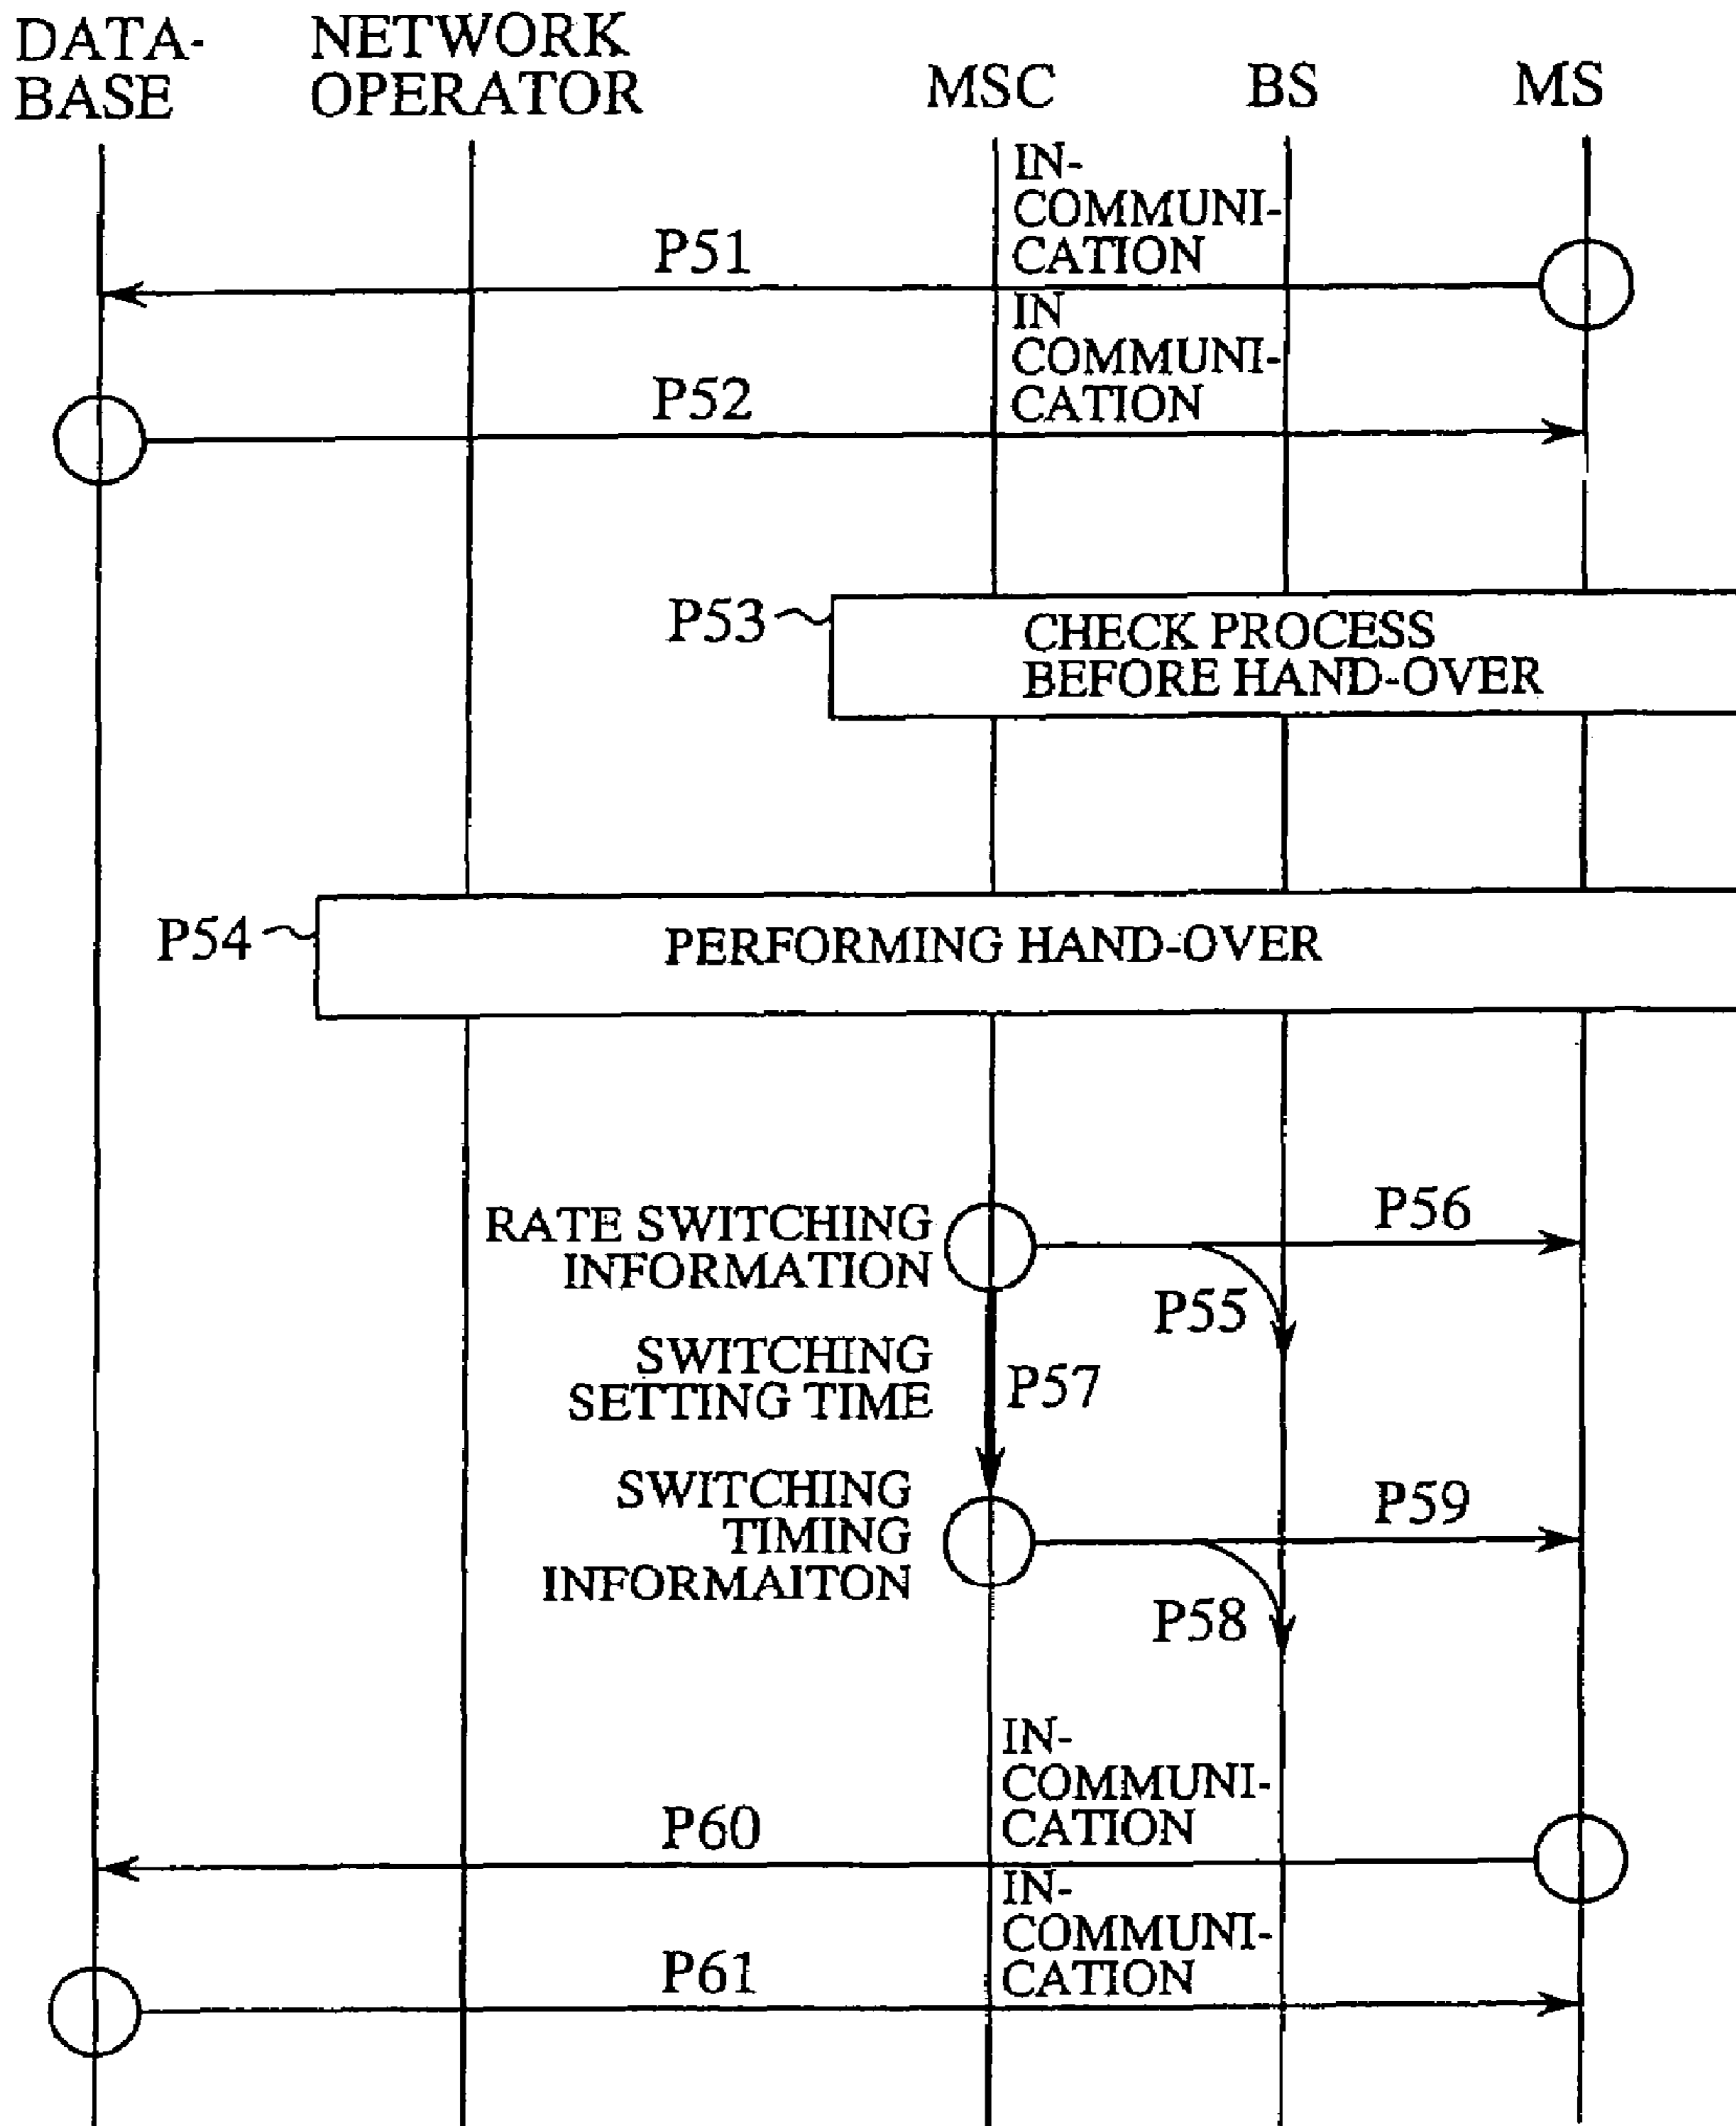 DATA-
BASE
NETWORK
OPERATOR
MSC
BS
MS
IN-
COMMUNI-
CATION
P51
IN
COMMUNI-
CATION
P52
P53
CHECK PROCESS
BEFORE HAND-OVER
P54
PERFORMING HAND-OVER
RATE SWITCHING
INFORMATION
P56
P55
SWITCHING
SETTING TIME
P57
SWITCHING
TIMING
INFORMAITON
P59
P58
IN-
COMMUNI-
CATION
P60
IN-
COMMUNI-
CATION
P61